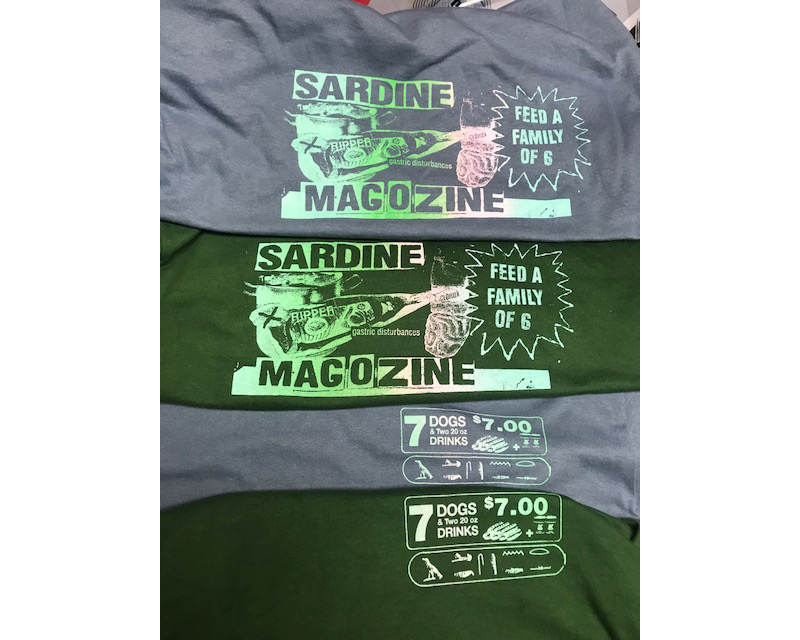 SARDINE
RIPPER
gastric disturbances
MAGOZINE
FEED A
FAMILY
OF 6
SARDINE
RIPPER
gastric disturbances
MAGOZINE
FEED A
FAMILY
OF 6
7 DOGS $7.00
& Two 20 oz
DRINKS +
7 DOGS $7.00
& Two 20 oz
DRINKS +